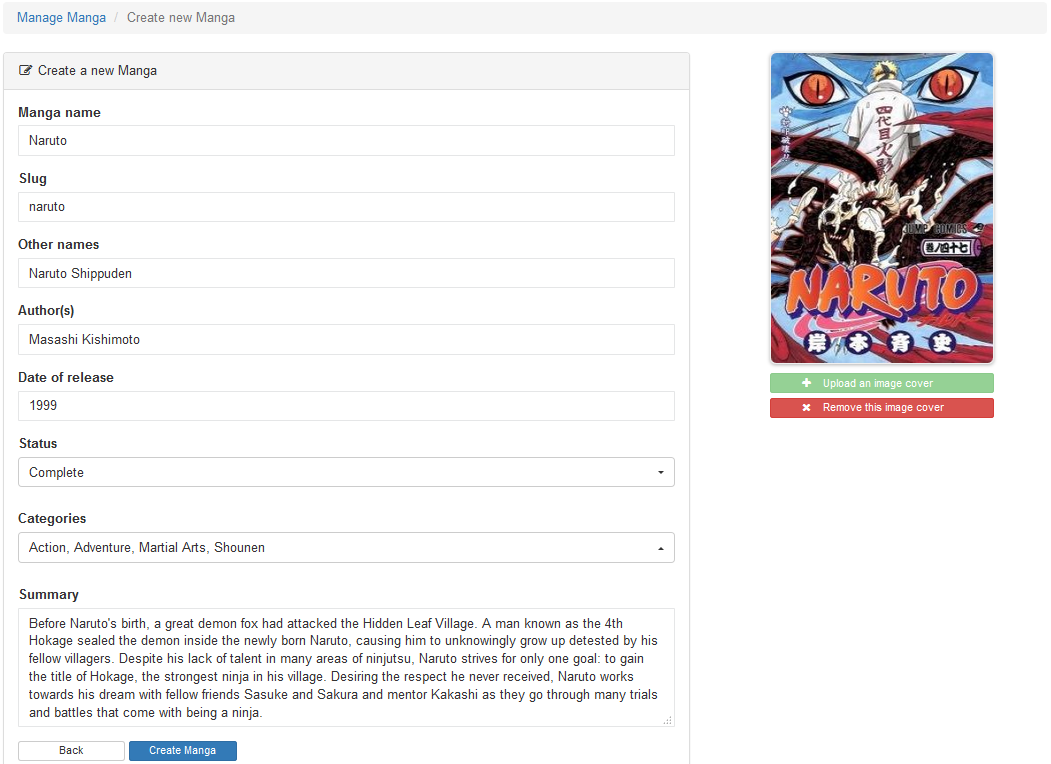 Manage Manga / Create new Manga
Create a new Manga
Manga name
Naruto
Slug
naruto
Other names
Naruto Shippuden
Author(s)
Masashi Kishimoto
Date of release
1999
Status
Complete
Categories
Action, Adventure, Martial Arts, Shounen
Summary
Before Naruto's birth, a great demon fox had attacked the Hidden Leaf Village. A man known as the 4th
Hokage sealed the demon inside the newly born Naruto, causing him to unknowingly grow up detested by his
fellow villagers. Despite his lack of talent in many areas of ninjutsu, Naruto strives for only one goal: to gain
the title of Hokage, the strongest ninja in his village. Desiring the respect he never received, Naruto works
towards his dream with fellow friends Sasuke and Sakura and mentor Kakashi as they go through many trials
and battles that come with being a ninja.
Back
Create Manga
四代目火影
JUMP COMICS
巻ノ四十七
NARUTO
岸本斉史
Upload an image cover
Remove this image cover